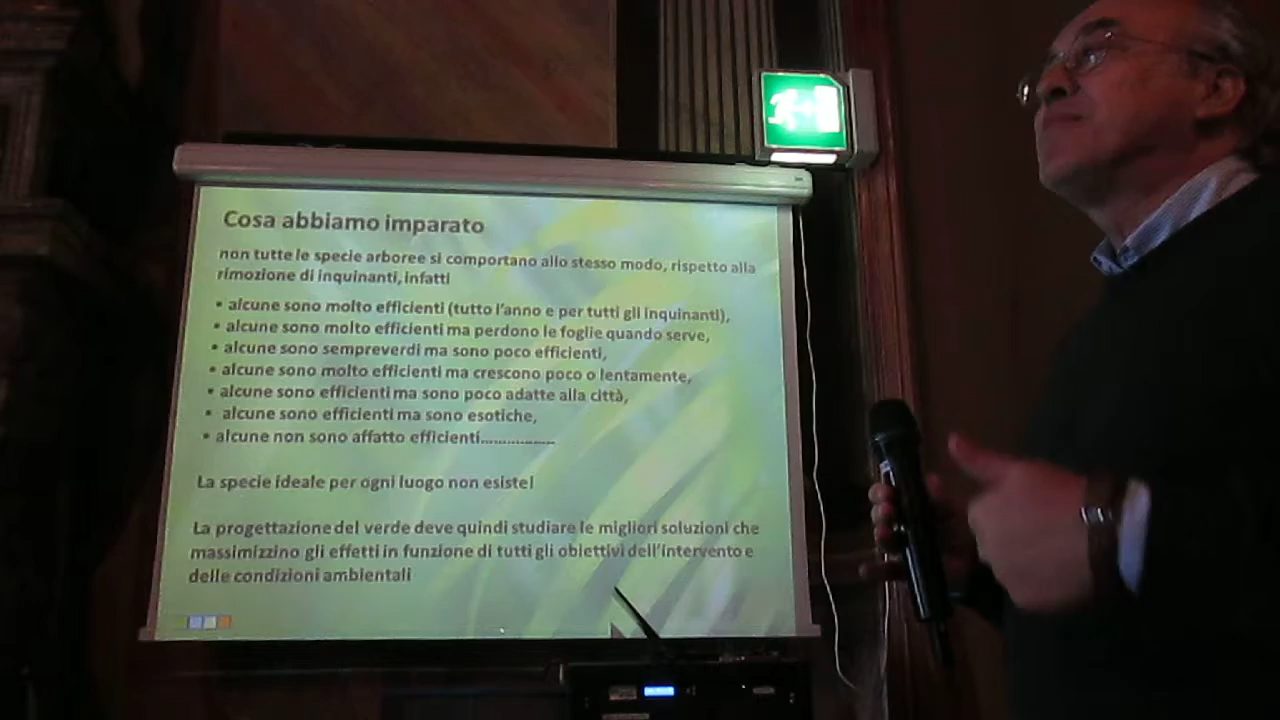 Cosa abbiamo imparato
non tutte le specie arboree si comportano allo stesso modo, rispetto alla
rimozione di inquinanti, infatti
• alcune sono molto efficienti (tutto l'anno e per tutti gli inquinanti),
• alcune sono molto efficienti ma perdono le foglie quando serve,
• alcune sono sempreverdi ma sono poco efficienti,
• alcune sono molto efficienti ma crescono poco o lentamente,
• alcune sono efficienti ma sono poco adatte alla città,
• alcune sono efficienti ma sono esotiche,
• alcune non sono affatto efficienti..................
La specie ideale per ogni luogo non esiste!
La progettazione del verde deve quindi studiare le migliori soluzioni che
massimizzino gli effetti in funzione di tutti gli obiettivi dell'intervento e
delle condizioni ambientali